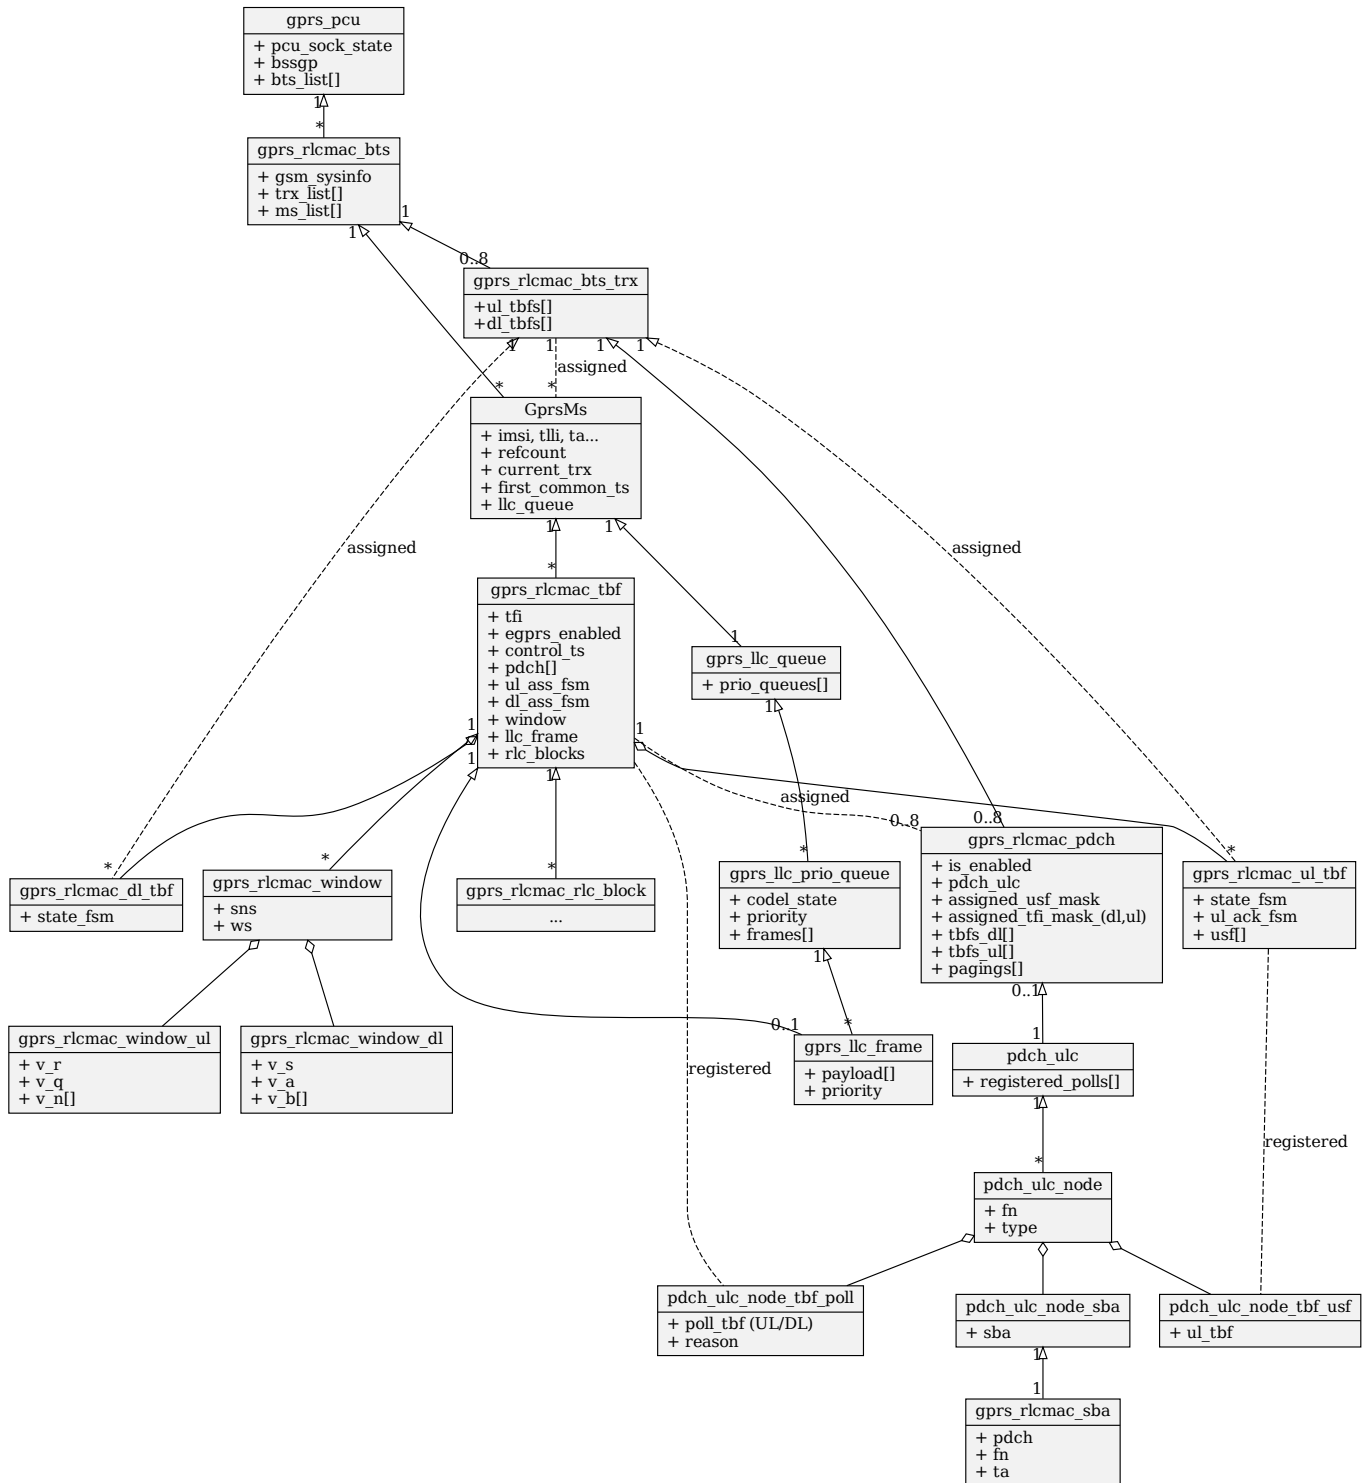 gprs_pcu
+ pcu_sock_state
+ bssgp
+ bts_list[]
1
*
gprs_rlcmac_bts
+ gsm_sysinfo
+ trx_list[]
+ ms_list[]
1
1
0..8
gprs_rlcmac_bts_trx
+ul_tbfs[]
+dl_tbfs[]
1
1
1
1
assigned
*
*
GprsMs
+ imsi, tlli, ta...
+ refcount
+ current_trx
+ first_common_ts
+ llc_queue
1
1
assigned
assigned
*
gprs_rlcmac_tbf
+ tfi
+ egprs_enabled
+ control_ts
+ pdch[]
+ ul_ass_fsm
+ dl_ass_fsm
+ window
+ llc_frame
+ rlc_blocks
1
gprs_llc_queue
+ prio_queues[]
1
1
1
1
1
assigned
0..8
0..8
*
*
*
*
*
gprs_rlcmac_dl_tbf
+ state_fsm
gprs_rlcmac_window
+ sns
+ ws
gprs_rlcmac_rlc_block
...
gprs_llc_prio_queue
+ codel_state
+ priority
+ frames[]
gprs_rlcmac_pdch
+ is_enabled
+ pdch_ulc
+ assigned_usf_mask
+ assigned_tfi_mask_(dl,ul)
+ tbfs_dl[]
+ tbfs_ul[]
+ pagings[]
gprs_rlcmac_ul_tbf
+ state_fsm
+ ul_ack_fsm
+ usf[]
1
0..1
0..1
*
1
gprs_rlcmac_window_ul
+ v_r
+ v_q
+ v_n[]
gprs_rlcmac_window_dl
+ v_s
+ v_a
+ v_b[]
gprs_llc_frame
+ payload[]
+ priority
pdch_ulc
+ registered_polls[]
registered
1
registered
*
pdch_ulc_node
+ fn
+ type
pdch_ulc_node_tbf_poll
+ poll_tbf (UL/DL)
+ reason
pdch_ulc_node_sba
+ sba
pdch_ulc_node_tbf_usf
+ ul_tbf
1
1
gprs_rlcmac_sba
+ pdch
+ fn
+ ta